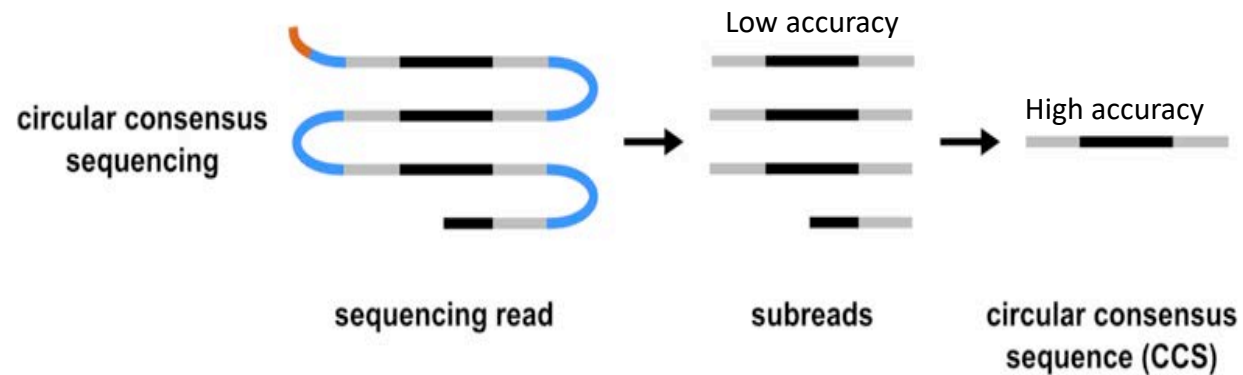 Low accuracy
High accuracy
circular consensus
sequencing
sequencing read
subreads
circular consensus
sequence (CCS)